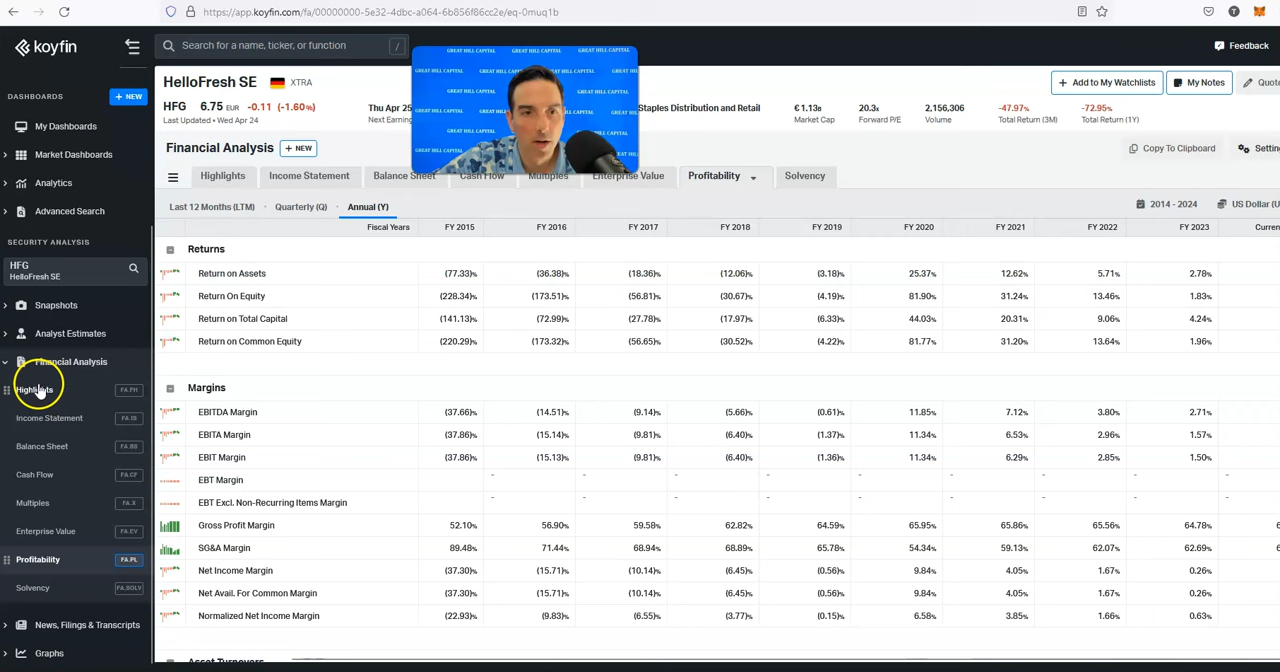 https://app.koyfin.com/fa/00000000-5e32-4dbc-a064-6b856f86cc2e/eq-0muq1b
T
koyfin
Search for a name, ticker, or function
/
Feedback
DASHBOARDS
+ NEW
My Dashboards
Market Dashboards
Analytics
Advanced Search
SECURITY ANALYSIS
HFG
HelloFresh SE
Snapshots
Analyst Estimates
Financial Analysis
Highlights FA.PH
Income Statement FA.IS
Balance Sheet FA.BS
Cash Flow FA.CF
Multiples FA.X
Enterprise Value FA.EV
Profitability FA.PL
Solvency FA.SOLV
News, Filings & Transcripts
Graphs
HelloFresh SE XTRA
HFG 6.75 EUR -0.11 (-1.60%)
Last Updated • Wed Apr 24
Thu Apr 25
Next Earning
GREAT HILL CAPITAL GREAT HILL CAPITAL GREAT HILL CAPITAL
GREAT HILL CAPITAL
Staples Distribution and Retail
€1.13B
Market Cap
20.3x
Forward P/E
2,156,306
Volume
-47.97%
Total Return (3M)
-72.95%
Total Return (1Y)
+ Add to My Watchlists
My Notes
Financial Analysis + NEW
Copy To Clipboard
Highlights Income Statement Balance Sheet Cash Flow Multiples Enterprise Value Profitability Solvency
Last 12 Months (LTM) • Quarterly (Q) • Annual (Y)
2014 - 2024
US Dollar (U
Fiscal Years FY 2015 FY 2016 FY 2017 FY 2018 FY 2019 FY 2020 FY 2021 FY 2022 FY 2023 Curren
Returns
Return on Assets (77.33)% (36.38)% (18.36)% (12.06)% (3.18)% 25.37% 12.62% 5.71% 2.78%
Return On Equity (228.34)% (173.51)% (56.81)% (30.67)% (4.19)% 81.90% 31.24% 13.46% 1.83%
Return on Total Capital (141.13)% (72.99)% (27.78)% (17.97)% (6.33)% 44.03% 20.31% 9.06% 4.24%
Return on Common Equity (220.29)% (173.32)% (56.65)% (30.52)% (4.22)% 81.77% 31.20% 13.64% 1.96%
Margins
EBITDA Margin (37.66)% (14.51)% (9.14)% (5.66)% (0.61)% 11.85% 7.12% 3.80% 2.71%
EBITA Margin (37.86)% (15.14)% (9.81)% (6.40)% (1.37)% 11.34% 6.53% 2.96% 1.57%
EBIT Margin (37.86)% (15.13)% (9.81)% (6.40)% (1.36)% 11.34% 6.29% 2.85% 1.50%
EBT Margin - - - - - - - - -
EBT Excl. Non-Recurring Items Margin - - - - - - - - -
Gross Profit Margin 52.10% 56.90% 59.58% 62.82% 64.59% 65.95% 65.86% 65.56% 64.78%
SG&A Margin 89.48% 71.44% 68.94% 68.89% 65.78% 54.34% 59.13% 62.07% 62.69%
Net Income Margin (37.30)% (15.71)% (10.14)% (6.45)% (0.56)% 9.84% 4.05% 1.67% 0.26%
Net Avail. For Common Margin (37.30)% (15.71)% (10.14)% (6.45)% (0.56)% 9.84% 4.05% 1.67% 0.26%
Normalized Net Income Margin (22.93)% (9.83)% (6.55)% (3.77)% (0.15)% 6.58% 3.85% 1.66% 0.63%
Asset Turnovers